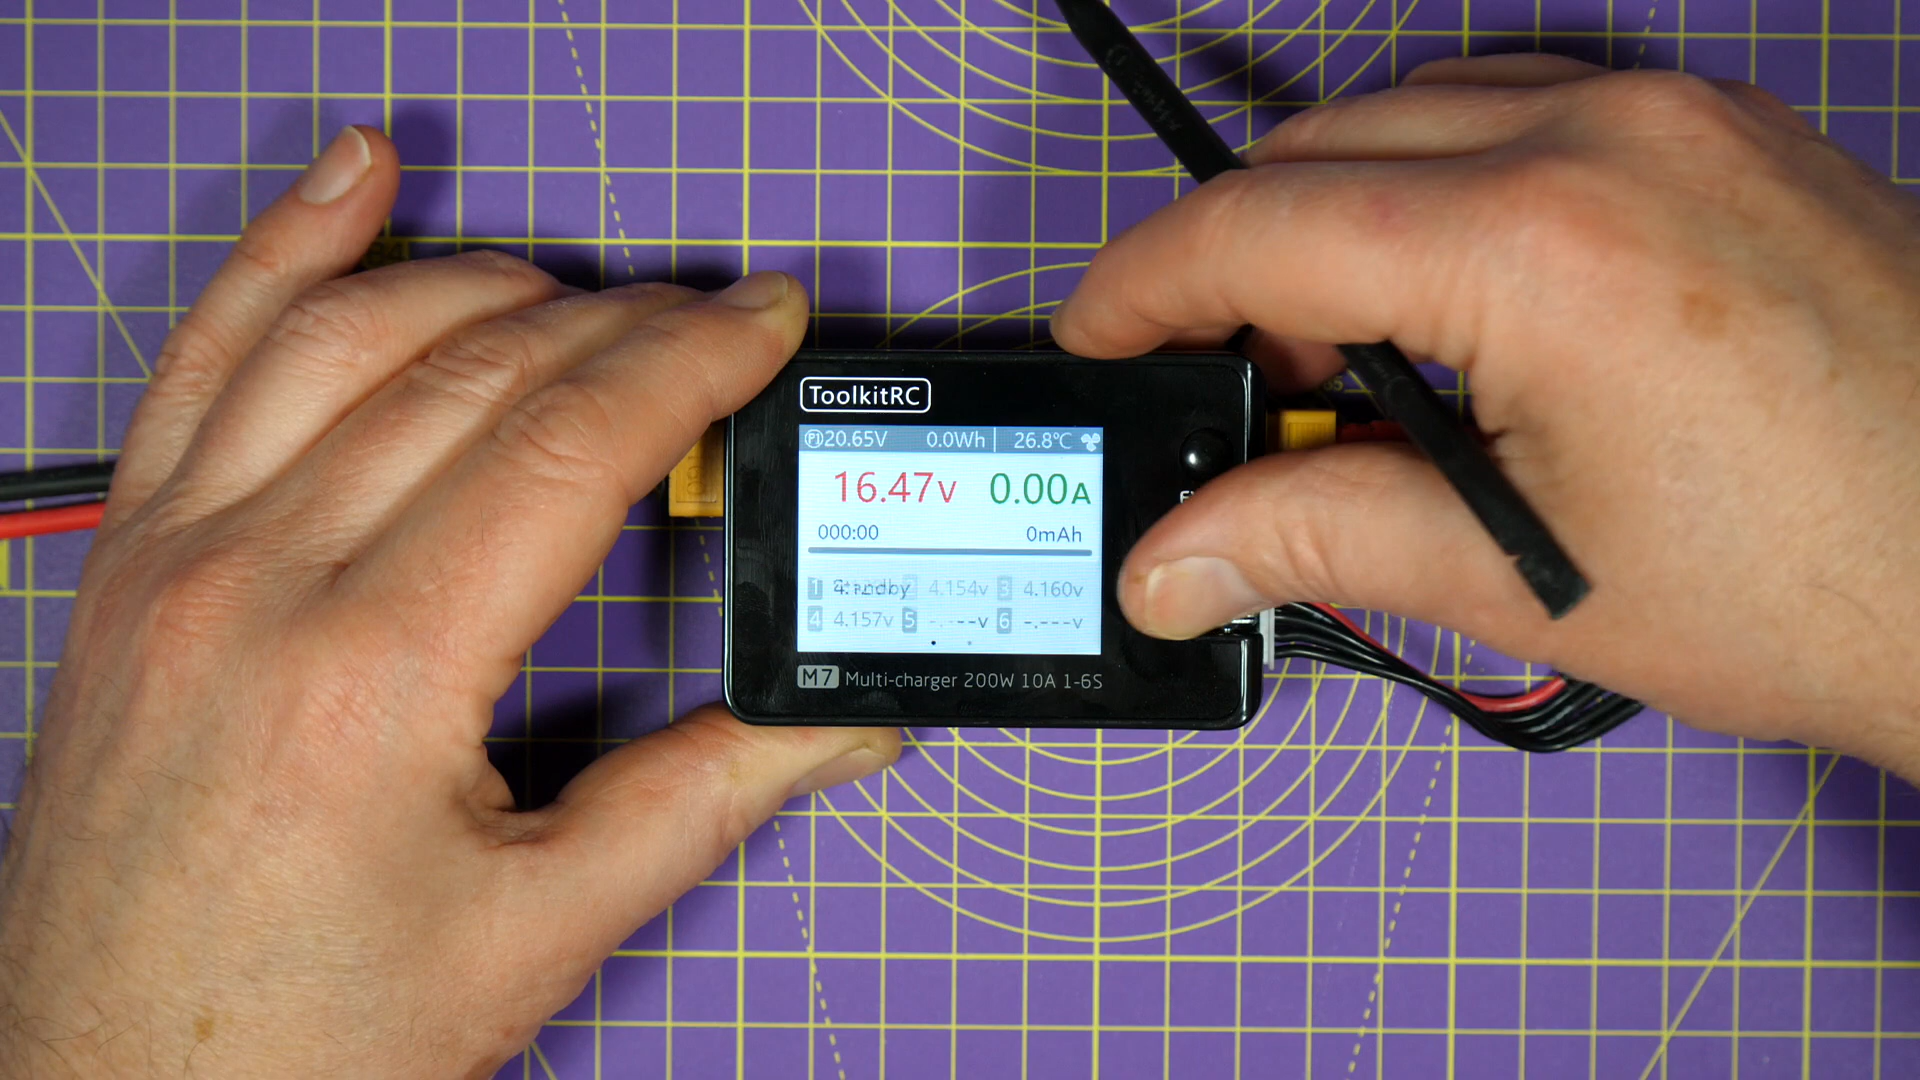 ToolkitRC
20.65V 0.0Wh 26.8°C
16.47V 0.00A
000:00 0mAh
1 Standby 2 4.154v 3 4.160v
4 4.157v 5 -.---v 6 -.---v
M7 Multi-charger 200W 10A 1-6S